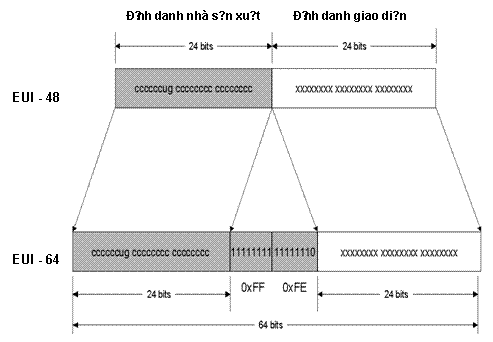 Đ?nh danh nhà s?n xu?t Đ?nh danh giao di?n
24 bits 24 bits
EUI - 48 ccccccug cccccccc cccccccc xxxxxxxx xxxxxxxx xxxxxxxx
EUI - 64 ccccccug cccccccc cccccccc 11111111 11111110 xxxxxxxx xxxxxxxx xxxxxxxx
24 bits 0xFF 0xFE 24 bits
64 bits